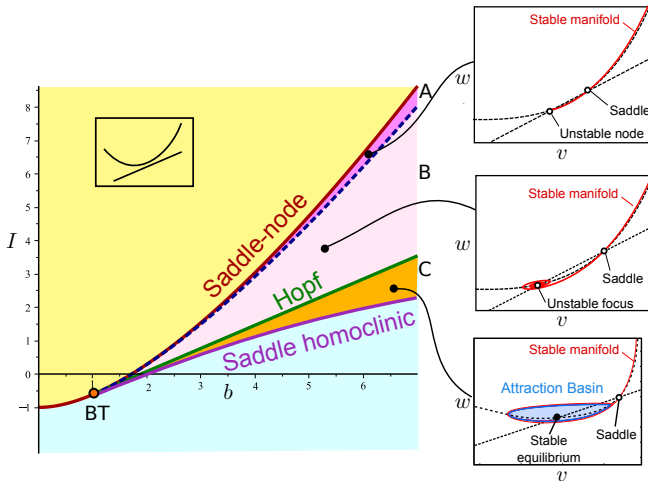 8
7
6
5
4
3
2
1
0
−1
I
0
1
2
3
4
5
6
b
BT
Saddle-node
Hopf
Saddle homoclinic
A
B
C
Stable manifold
w
Saddle
Unstable node
v
Stable manifold
w
Saddle
Unstable focus
v
Stable manifold
Attraction Basin
w
Saddle
Stable
equilibrium
v